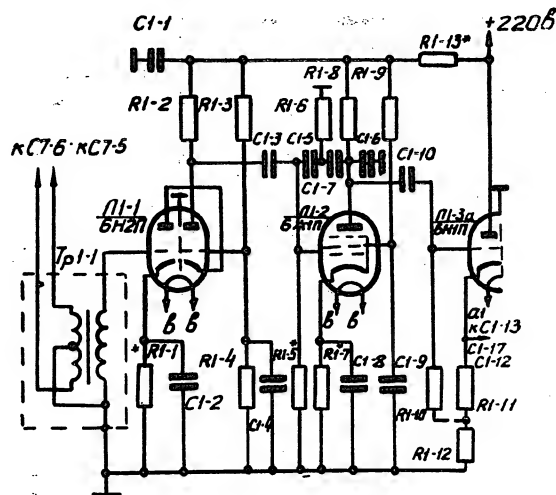 +220В
С1-1
R1-13*
R1-8
R1-2
R1-3
R1-6
R1-9
С1-3
С1-5
С1-6
С1-10
С1-7
кС7-6
кС7-5
Л1-1
6Н2П
Л1-2
Л1-3а
6Н1П
Тр1-1
в
в
в
в
а1
кС1-13
С1-17
С1-12
*R1-1
R1-4
R1-5*
R1*-7
С1-8
С1-9
R1-10
R1-11
С1-2
С1-4
R1-12